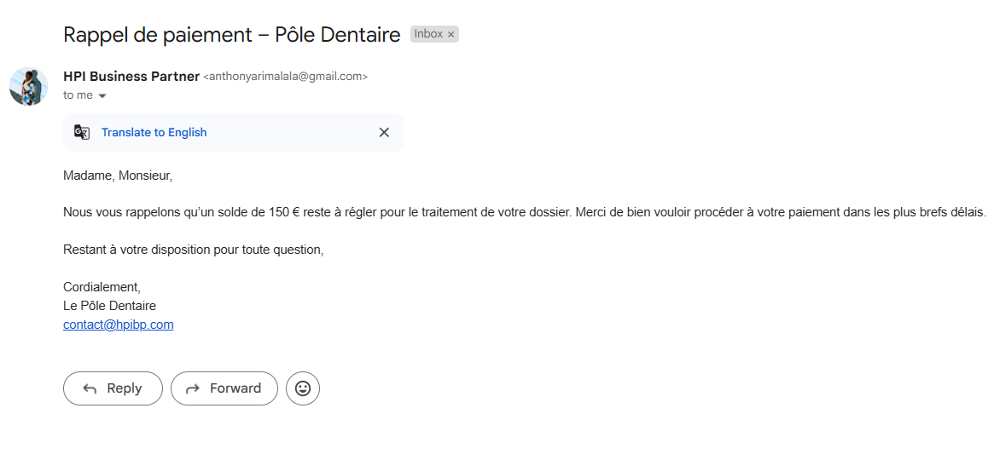 Rappel de paiement – Pôle Dentaire Inbox ×
HPI Business Partner <anthonyarimalala@gmail.com>
to me
Translate to English
Madame, Monsieur,
Nous vous rappelons qu’un solde de 150 € reste à régler pour le traitement de votre dossier. Merci de bien vouloir procéder à votre paiement dans les plus brefs délais.
Restant à votre disposition pour toute question,
Cordialement,
Le Pôle Dentaire
contact@hpibp.com
Reply Forward